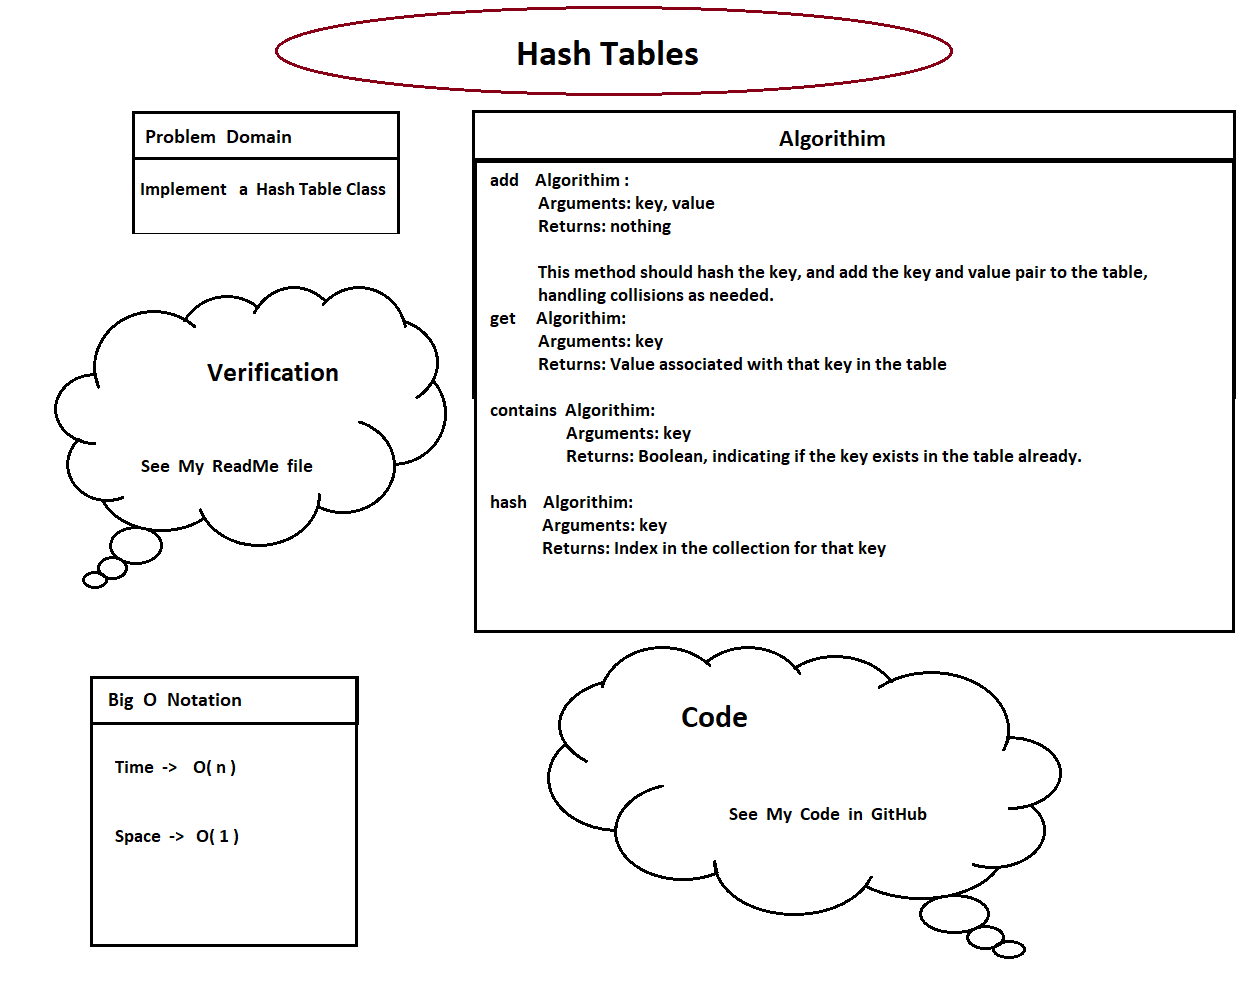 Hash Tables
Problem Domain
Implement a Hash Table Class
Algorithim
add Algorithim :
Arguments: key, value
Returns: nothing
This method should hash the key, and add the key and value pair to the table,
handling collisions as needed.
get Algorithim:
Arguments: key
Returns: Value associated with that key in the table
contains Algorithim:
Arguments: key
Returns: Boolean, indicating if the key exists in the table already.
hash Algorithim:
Arguments: key
Returns: Index in the collection for that key
Verification
See My ReadMe file
Big O Notation
Time -> O( n )
Space -> O( 1 )
Code
See My Code in GitHub